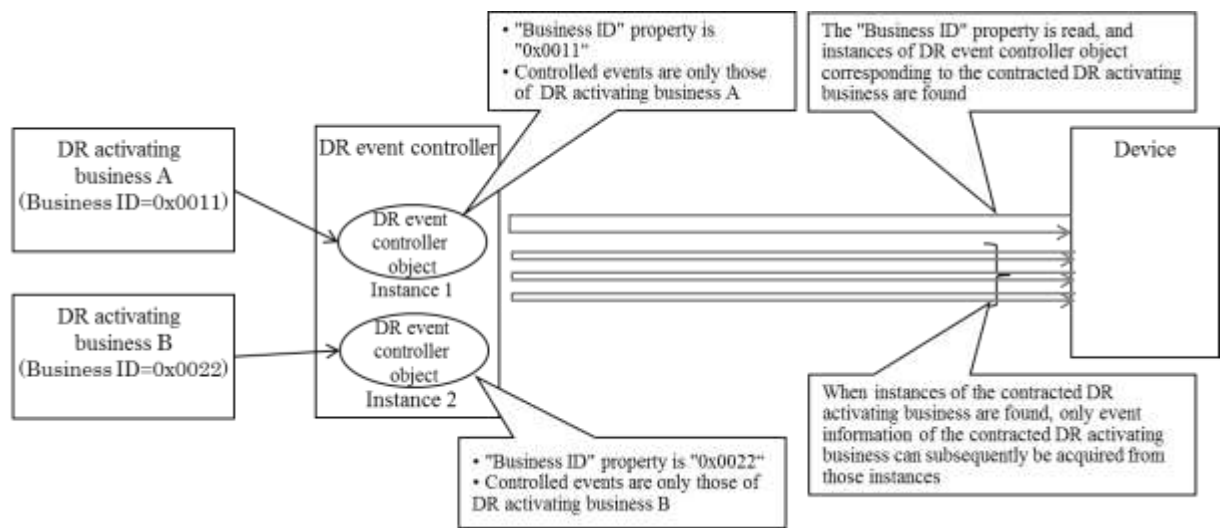 • "Business ID" property is
"0x0011"
• Controlled events are only those
of DR activating business A
The "Business ID" property is read, and
instances of DR event controller object
corresponding to the contracted DR activating
business are found
DR activating
business A
(Business ID=0x0011)
DR event controller
DR event
controller
object
Instance 1
Device
DR activating
business B
(Business ID=0x0022)
DR event
controller
object
Instance 2
When instances of the contracted DR
activating business are found, only event
information of the contracted DR activating
business can subsequently be acquired from
those instances
• "Business ID" property is "0x0022"
• Controlled events are only those of
DR activating business B